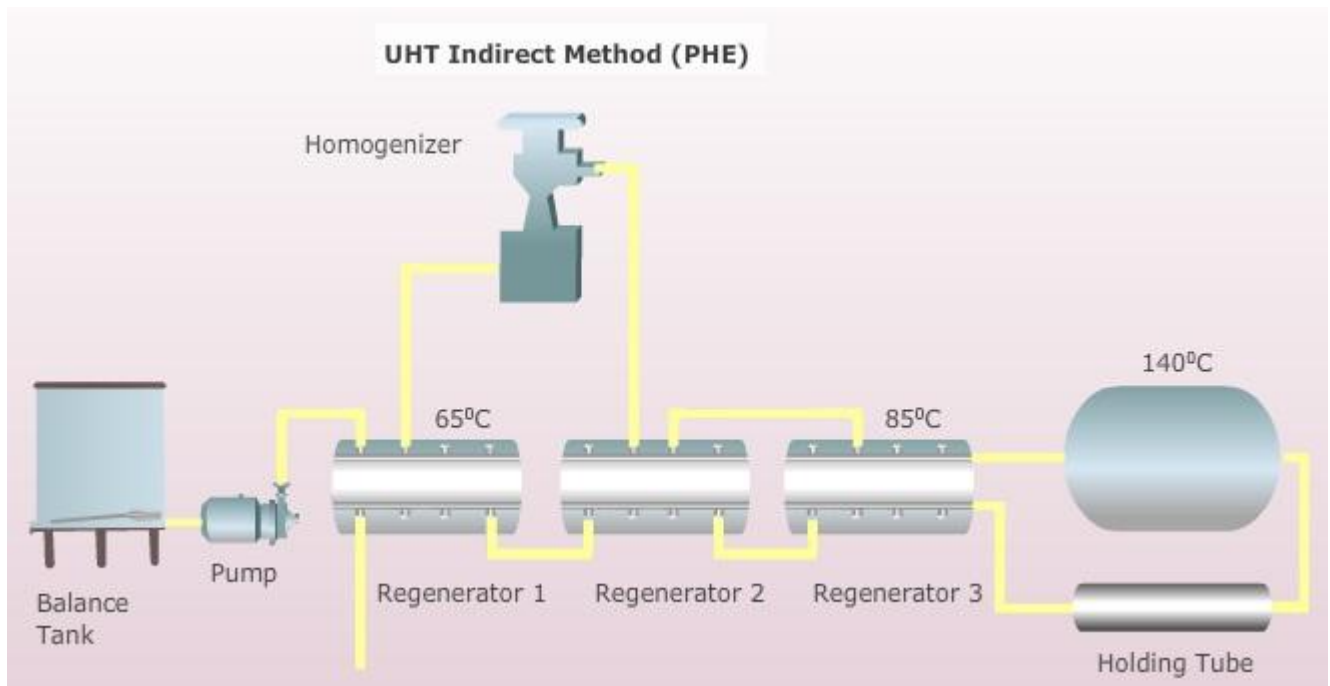 UHT Indirect Method (PHE)
Homogenizer
140⁰C
65⁰C
85⁰C
Pump
Regenerator 1
Regenerator 2
Regenerator 3
Balance
Tank
Holding Tube